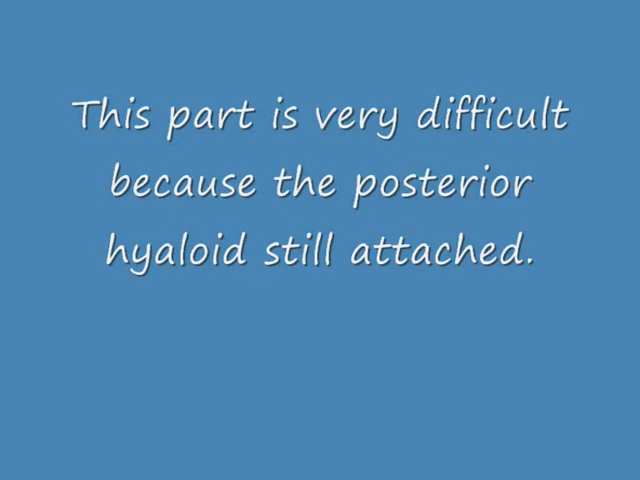 This part is very difficult
because the posterior
hyaloid still attached.